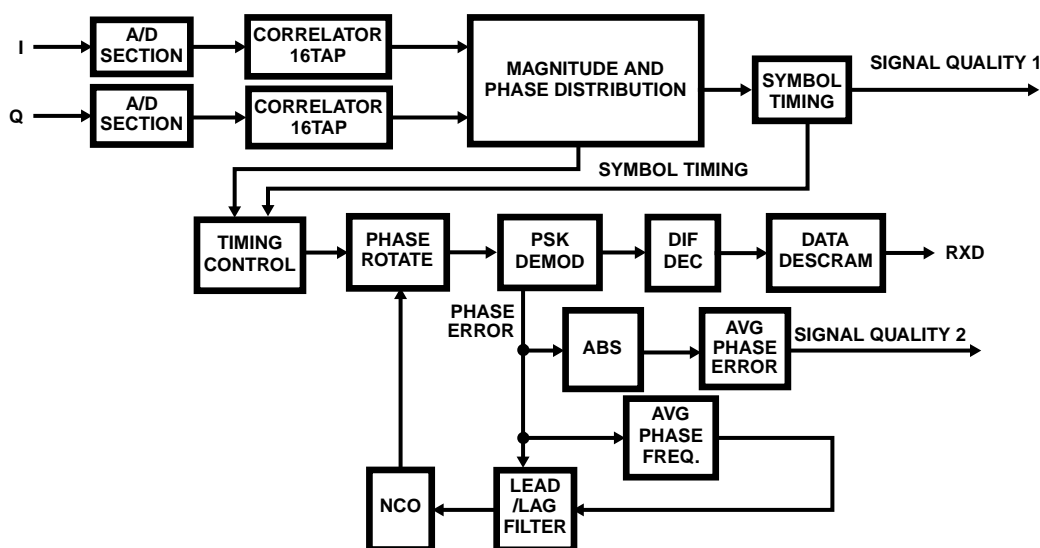 I
A/D
SECTION
CORRELATOR
16TAP
MAGNITUDE AND
PHASE DISTRIBUTION
SYMBOL
TIMING
SIGNAL QUALITY 1
Q
A/D
SECTION
CORRELATOR
16TAP
SYMBOL TIMING
TIMING
CONTROL
PHASE
ROTATE
PSK
DEMOD
DIF
DEC
DATA
DESCRAM
RXD
PHASE
ERROR
ABS
AVG
PHASE
ERROR
SIGNAL QUALITY 2
AVG
PHASE
FREQ.
NCO
LEAD
/LAG
FILTER